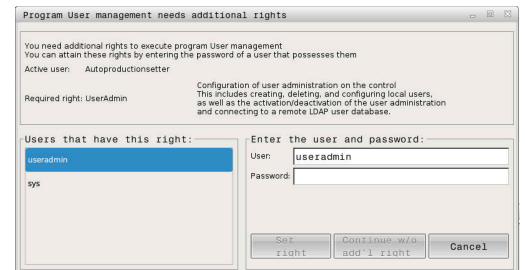 Program User management needs additional rights
You need additional rights to execute program User management
You can attain these rights by entering the password of a user that possesses them
Active user: Autoproductionsetter
Required right: UserAdmin
Configuration of user administration on the control
This includes creating, deleting, and configuring local users,
as well as the activation/deactivation of the user administration
and connecting to a remote LDAP user database.
Users that have this right:
useradmin
sys
Enter the user and password:
User: useradmin
Password:
Set right
Continue w/o add'l right
Cancel